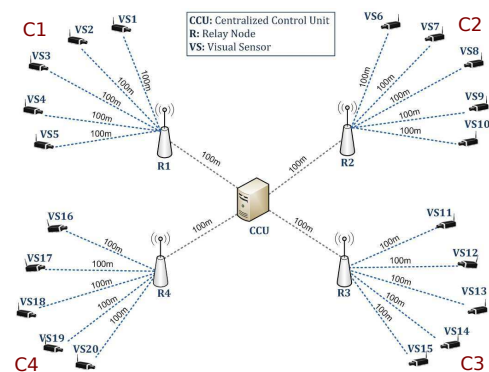 C1
VS1
VS2
VS3
VS4
VS5
100m
100m
100m
100m
100m
R1
CCU: Centralized Control Unit
R: Relay Node
VS: Visual Sensor
C2
VS6
VS7
VS8
VS9
VS10
100m
100m
100m
100m
100m
R2
100m
100m
CCU
100m
100m
VS16
VS17
VS18
VS19
VS20
100m
100m
100m
100m
100m
R4
C4
VS11
VS12
VS13
VS14
VS15
100m
100m
100m
100m
100m
R3
C3